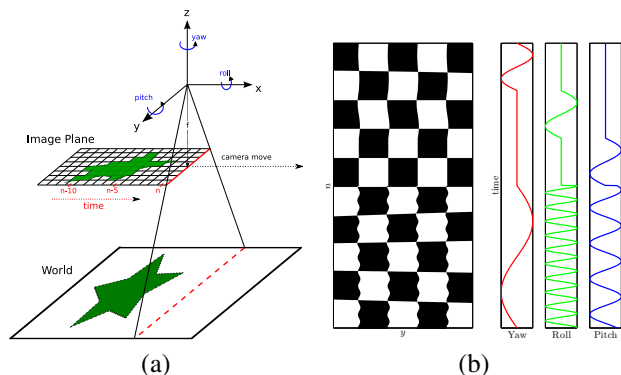 z
yaw
roll
x
pitch
y
f
Image Plane
camera move
n-10
n-5
n
time
World
(a)
n
y
time
Yaw
Roll
Pitch
(b)